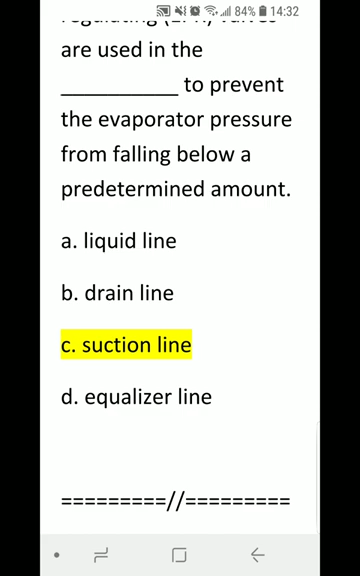 84% 14:32
are used in the
___________ to prevent
the evaporator pressure
from falling below a
predetermined amount.
a. liquid line
b. drain line
c. suction line
d. equalizer line
=========//=========